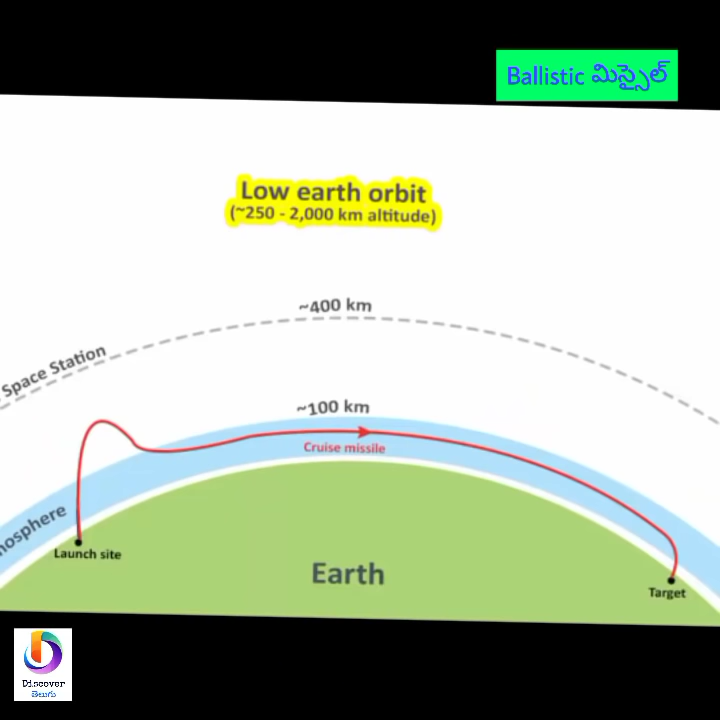 Ballistic మిస్సైల్
Low earth orbit
(~250 - 2,000 km altitude)
~400 km
Space Station
~100 km
Cruise missile
nosphere
Launch site
Earth
Target
Discover
తెలుగు